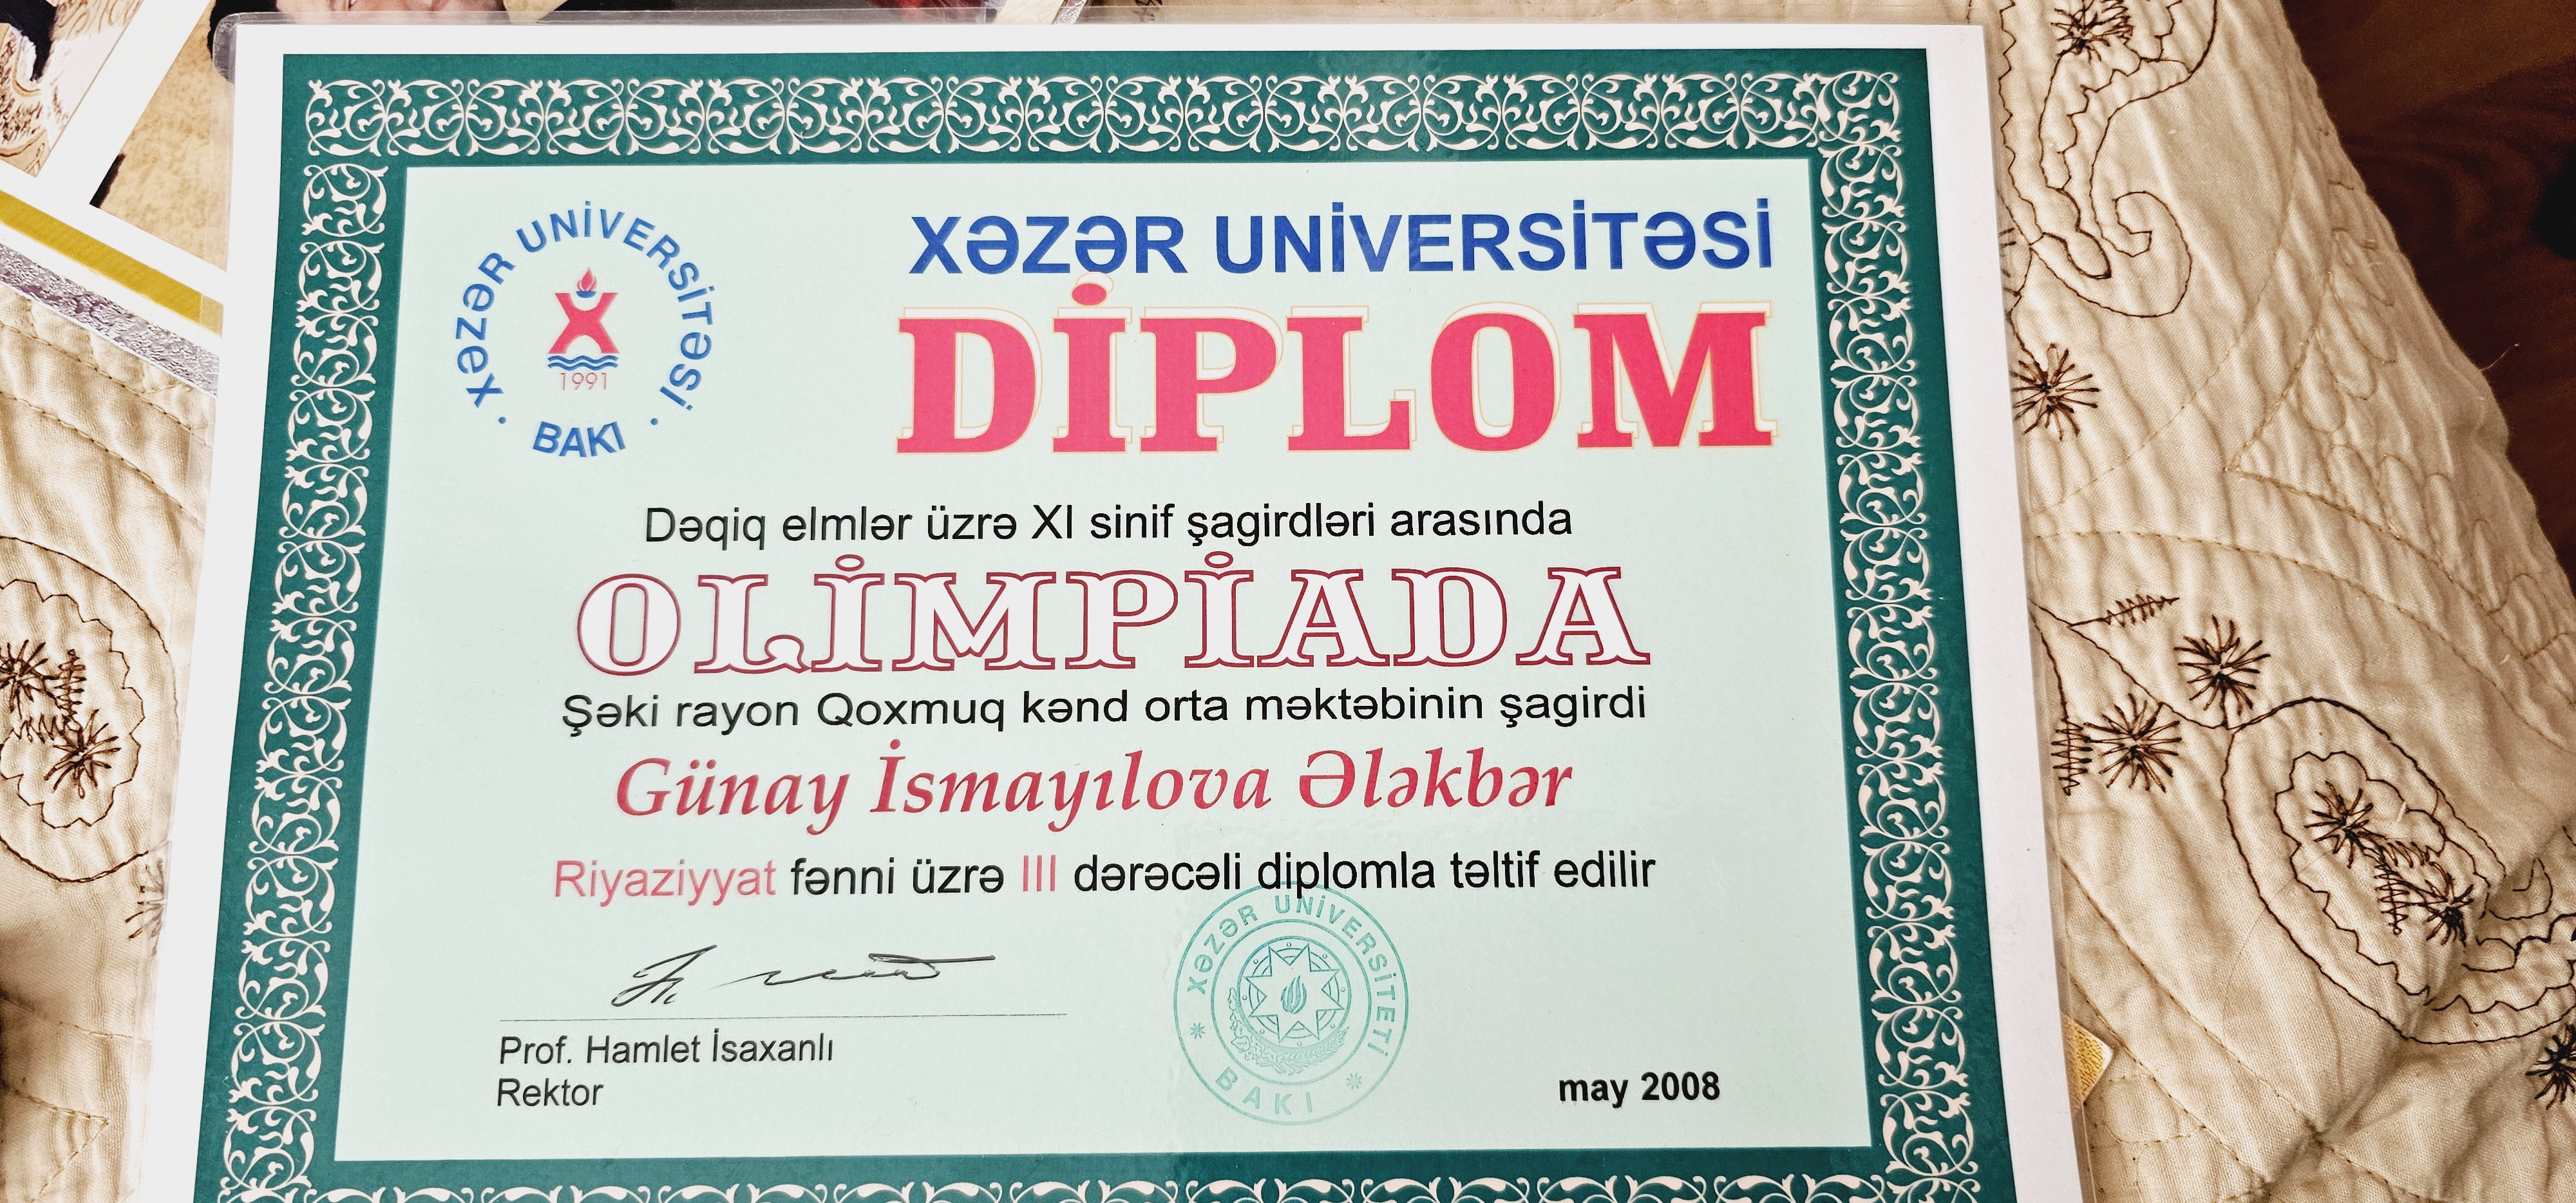 XƏZƏR UNİVERSİTƏSİ
1991
BAKI
XƏZƏR UNİVERSİTƏSİ
DİPLOM
Dəqiq elmlər üzrə XI sinif şagirdləri arasında
OLİMPİADA
Şəki rayon Qoxmuq kənd orta məktəbinin şagirdi
Günay İsmayılova Ələkbər
Riyaziyyat fənni üzrə III dərəcəli diplomla təltif edilir
XƏZƏR UNİVERSİTETİ
BAKI
Prof. Hamlet İsaxanlı
Rektor
may 2008